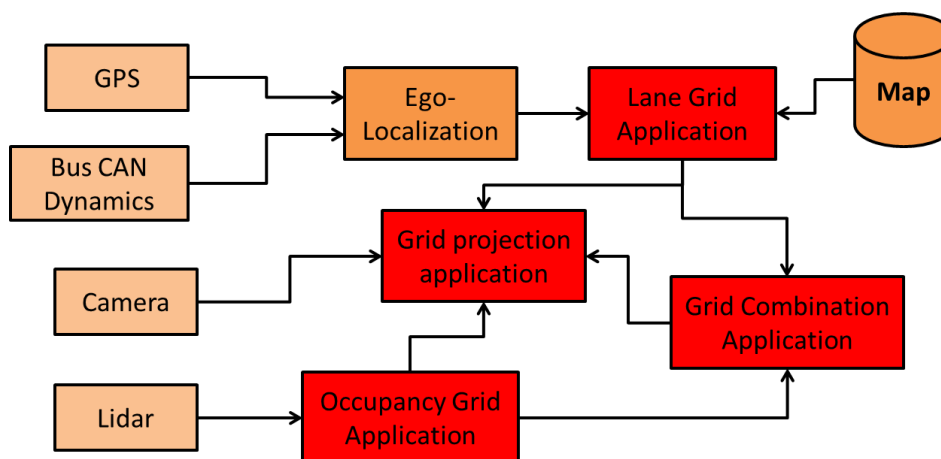 GPS
Ego-
Localization
Lane Grid
Application
Map
Bus CAN
Dynamics
Grid projection
application
Camera
Grid Combination
Application
Lidar
Occupancy Grid
Application